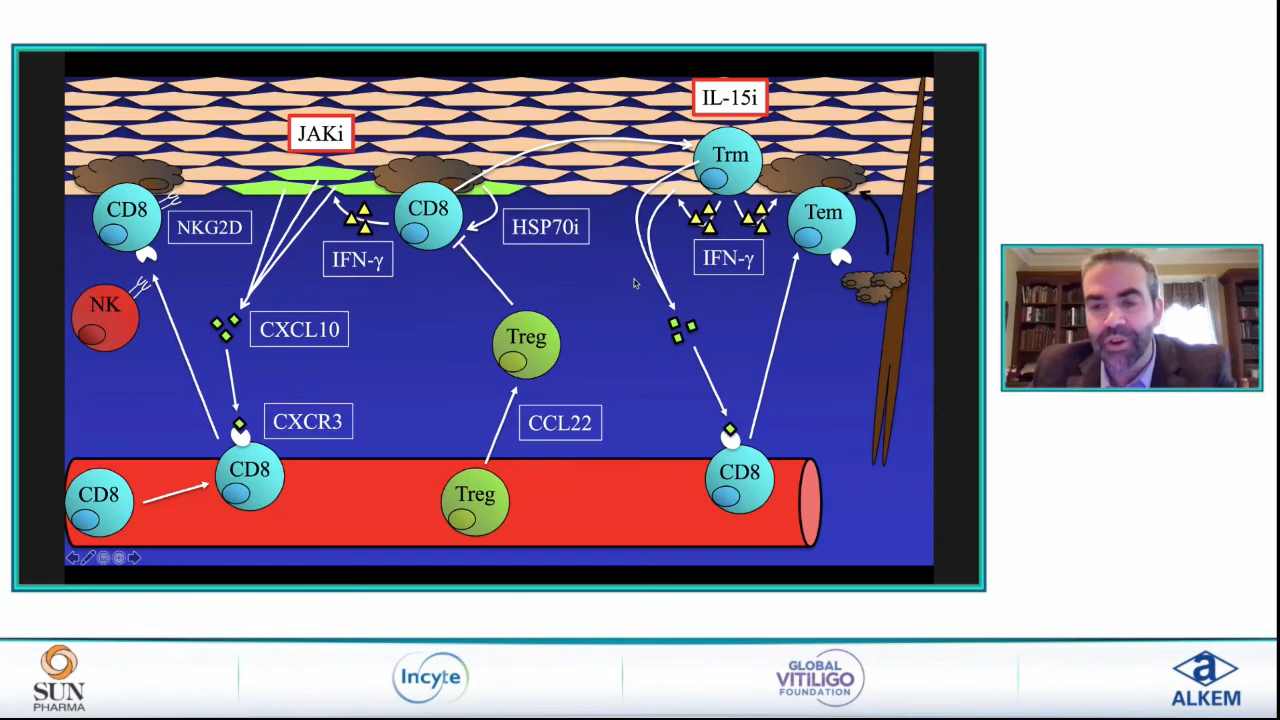 IL-15i
JAKi
Trm
CD8
NKG2D
CD8
HSP70i
Tem
IFN-γ
IFN-γ
NK
CXCL10
Treg
CXCR3
CCL22
CD8
CD8
CD8
Treg
SUN
PHARMA
Incyte
GLOBAL
VITILIGO
FOUNDATION
a
ALKEM